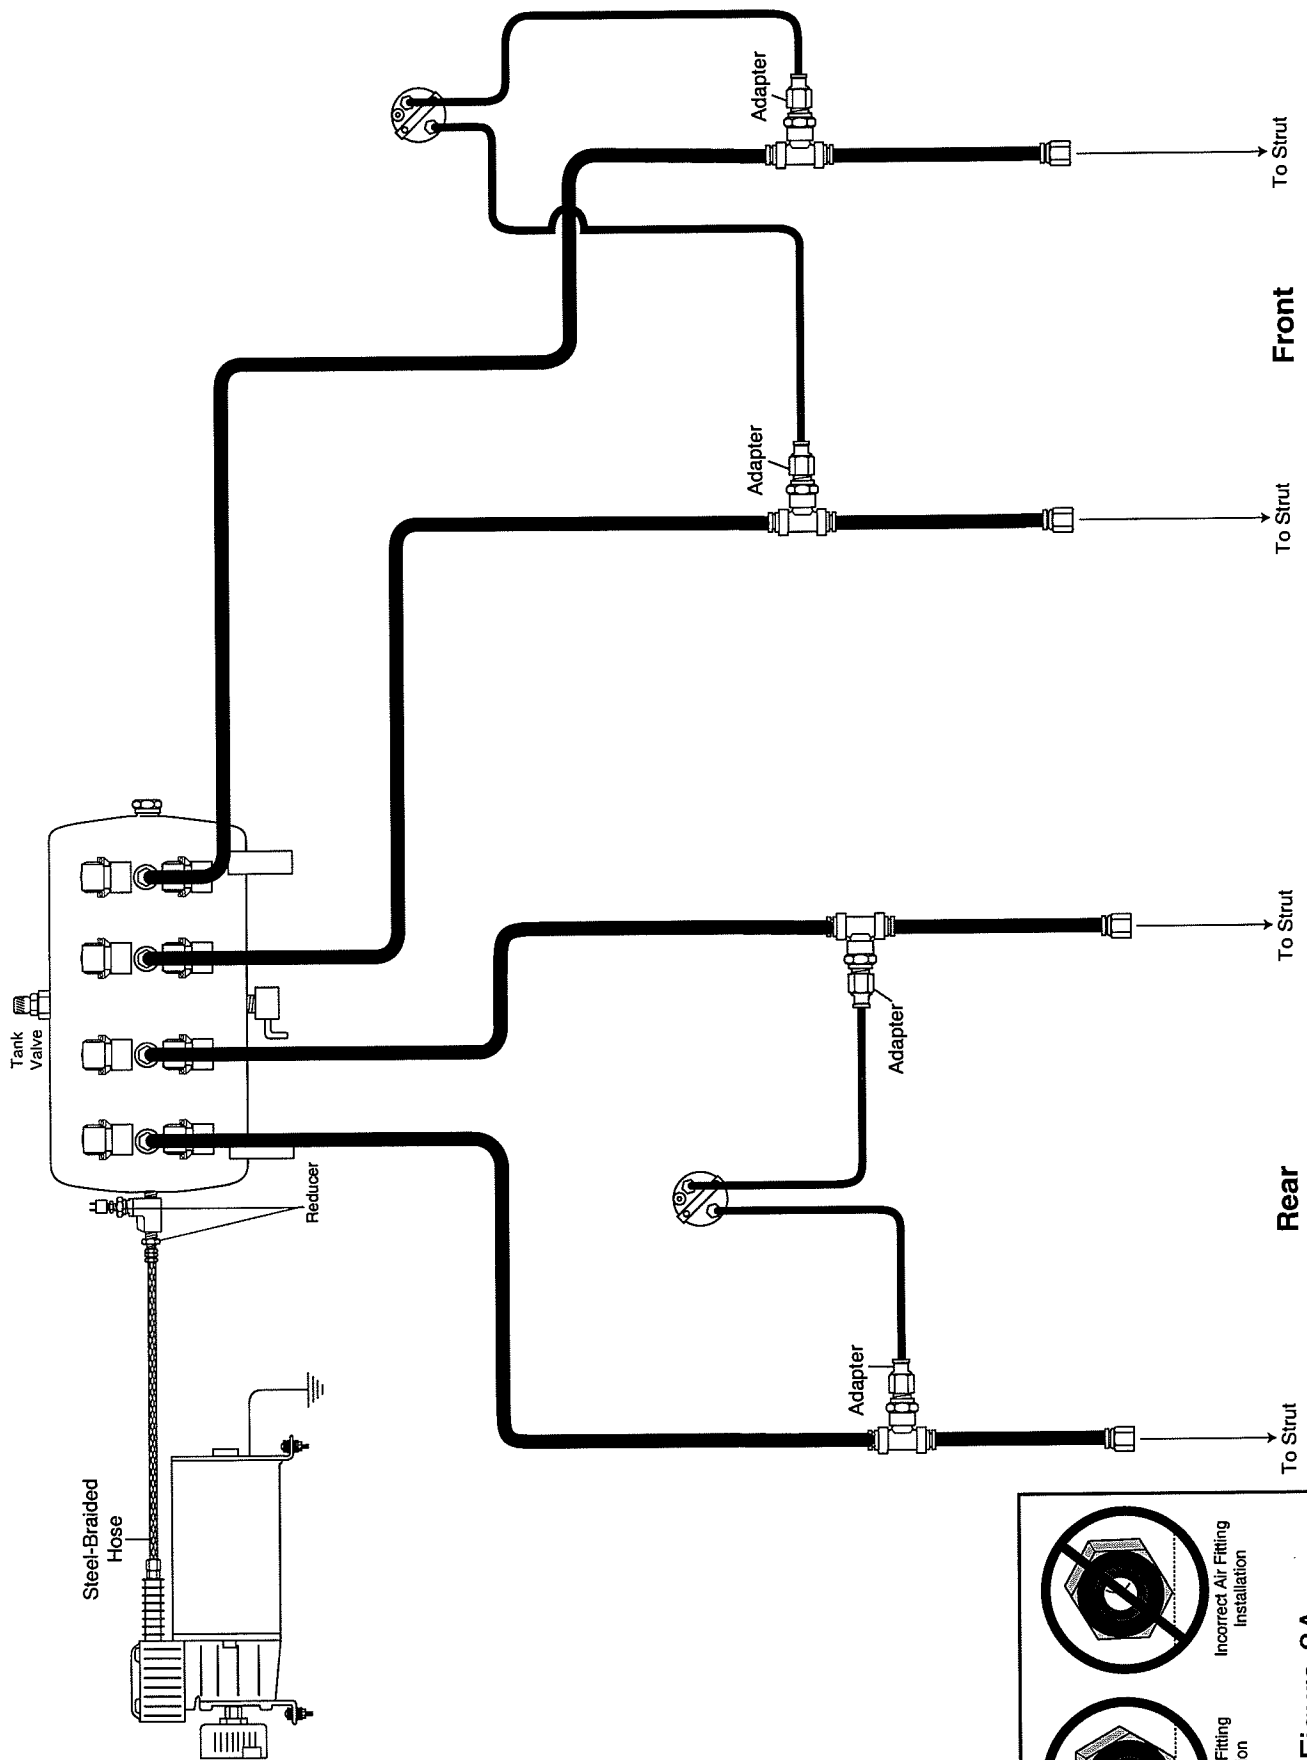 Tank
Valve
Steel-Braided
Hose
Reducer
Adapter
Adapter
Adapter
Adapter
To Strut
To Strut
To Strut
To Strut
Rear
Front
Incorrect Air Fitting
Installation
Fitting